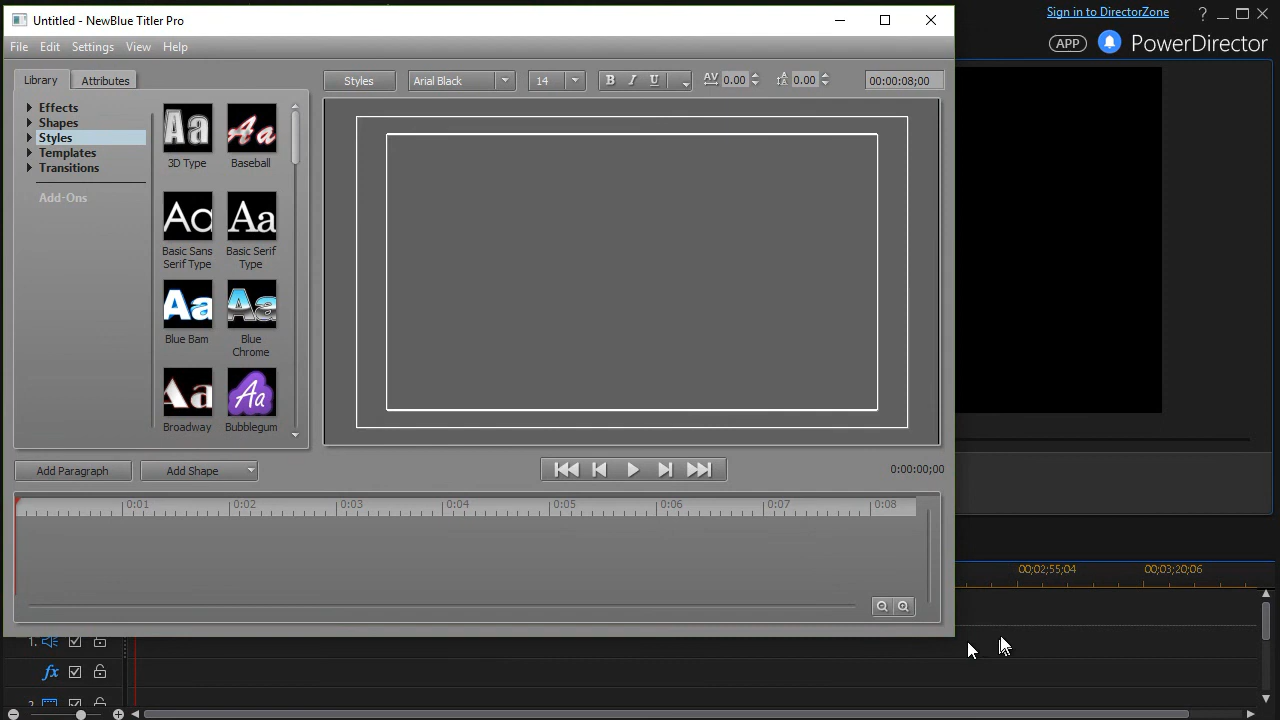 Untitled - NewBlue Titler Pro
Sign in to DirectorZone
?
File Edit Settings View Help
APP
PowerDirector
Library Attributes
Styles
Arial Black
14
B I U
AV 0.00
A 0.00
00:00:08;00
Effects
Shapes
Styles
Templates
Transitions
Add-Ons
Aa Aa
3D Type Baseball
Aa Aa
Basic Sans Serif Type
Basic Serif Type
Aa Aa
Blue Bam
Blue Chrome
Aa Aa
Broadway Bubblegum
Add Paragraph Add Shape
0:00:00;00
0:01 0:02 0:03 0:04 0:05 0:06 0:07 0:08
00;02;55;04 00;03;20;06
1.
fx
2